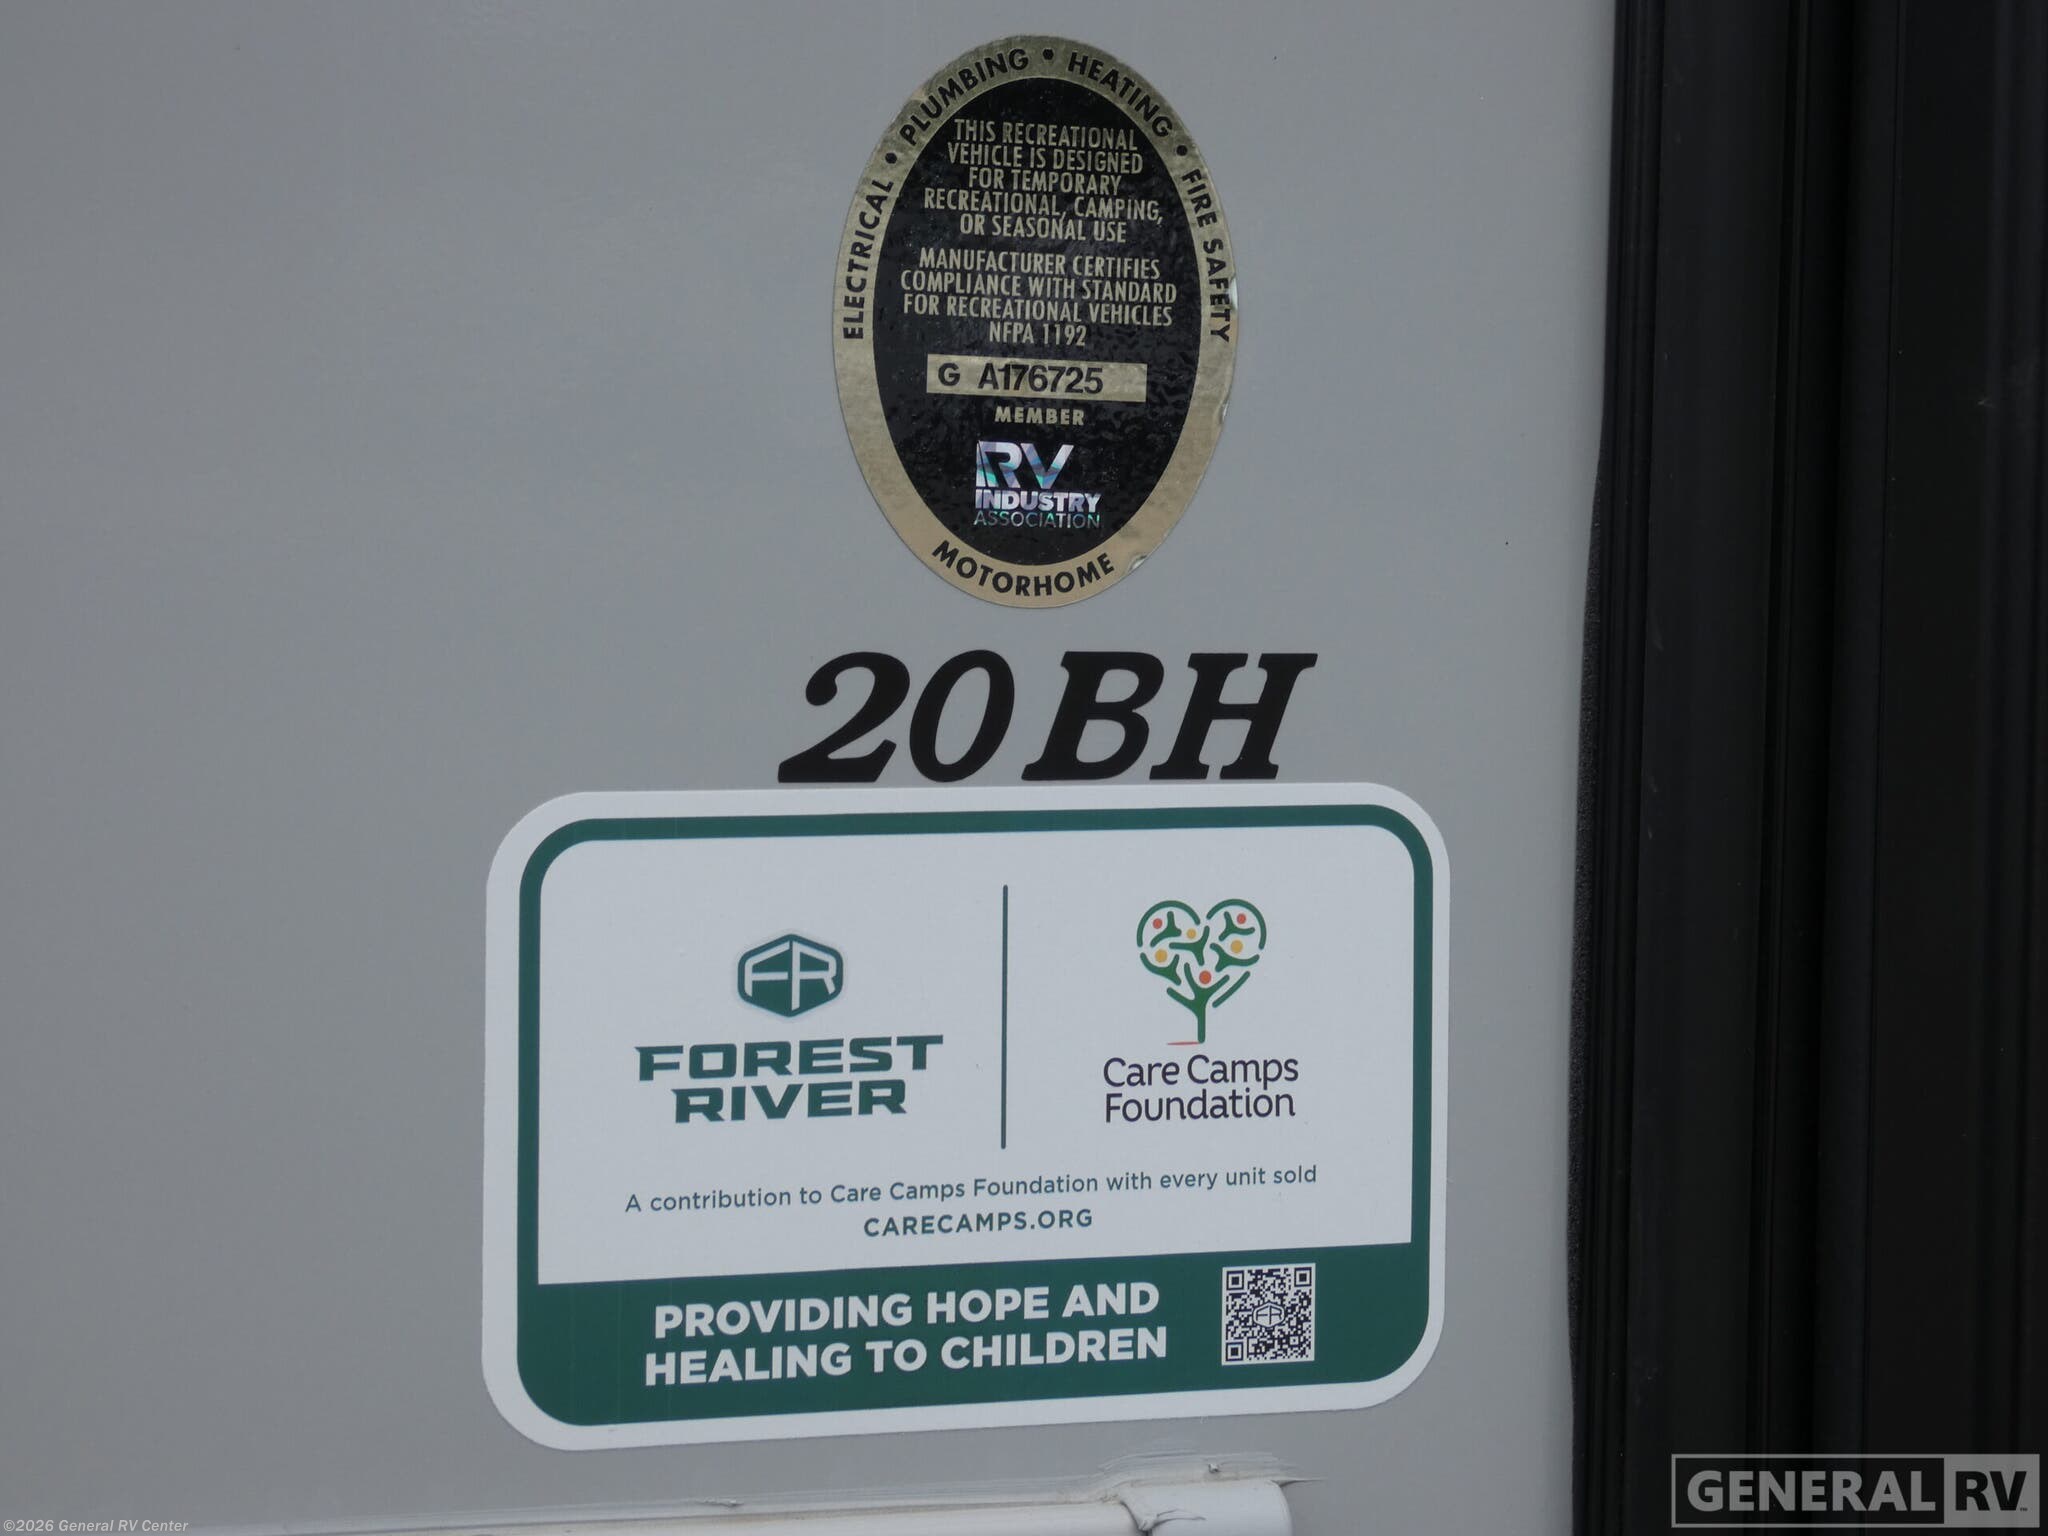 ELECTRICAL • PLUMBING • HEATING • FIRE SAFETY
THIS RECREATIONAL
VEHICLE IS DESIGNED
FOR TEMPORARY
RECREATIONAL, CAMPING,
OR SEASONAL USE
MANUFACTURER CERTIFIES
COMPLIANCE WITH STANDARD
FOR RECREATIONAL VEHICLES
NFPA 1192
G A176725
MEMBER
RV
INDUSTRY
ASSOCIATION
MOTORHOME
20BH
FR
FOREST
RIVER
Care Camps
Foundation
A contribution to Care Camps Foundation with every unit sold
CARECAMPS.ORG
PROVIDING HOPE AND
HEALING TO CHILDREN
FR
GENERAL RV™
©2026 General RV Center